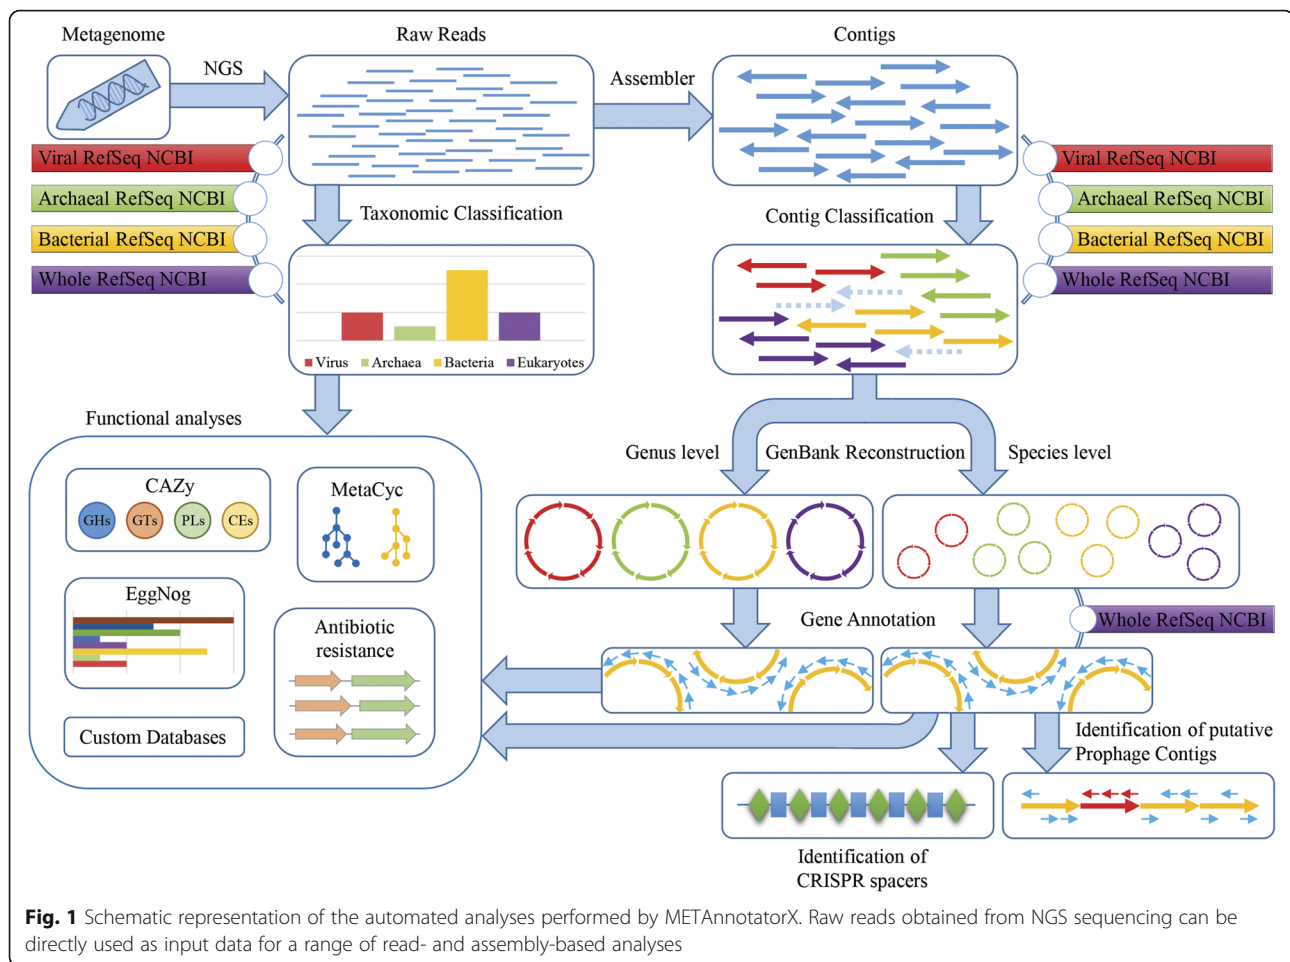 Metagenome
NGS
Raw Reads
Assembler
Contigs
Viral RefSeq NCBI
Archaeal RefSeq NCBI
Bacterial RefSeq NCBI
Whole RefSeq NCBI
Taxonomic Classification
Contig Classification
Viral RefSeq NCBI
Archaeal RefSeq NCBI
Bacterial RefSeq NCBI
Whole RefSeq NCBI
Virus Archaea Bacteria Eukaryotes
Functional analyses
Genus level
GenBank Reconstruction
Species level
CAZy
GHs GTs PLs CEs
MetaCyc
EggNog
Antibiotic
resistance
Custom Databases
Gene Annotation
Whole RefSeq NCBI
Identification of putative
Prophage Contigs
Identification of
CRISPR spacers
Fig. 1 Schematic representation of the automated analyses performed by METAnnotatorX. Raw reads obtained from NGS sequencing can be
directly used as input data for a range of read- and assembly-based analyses